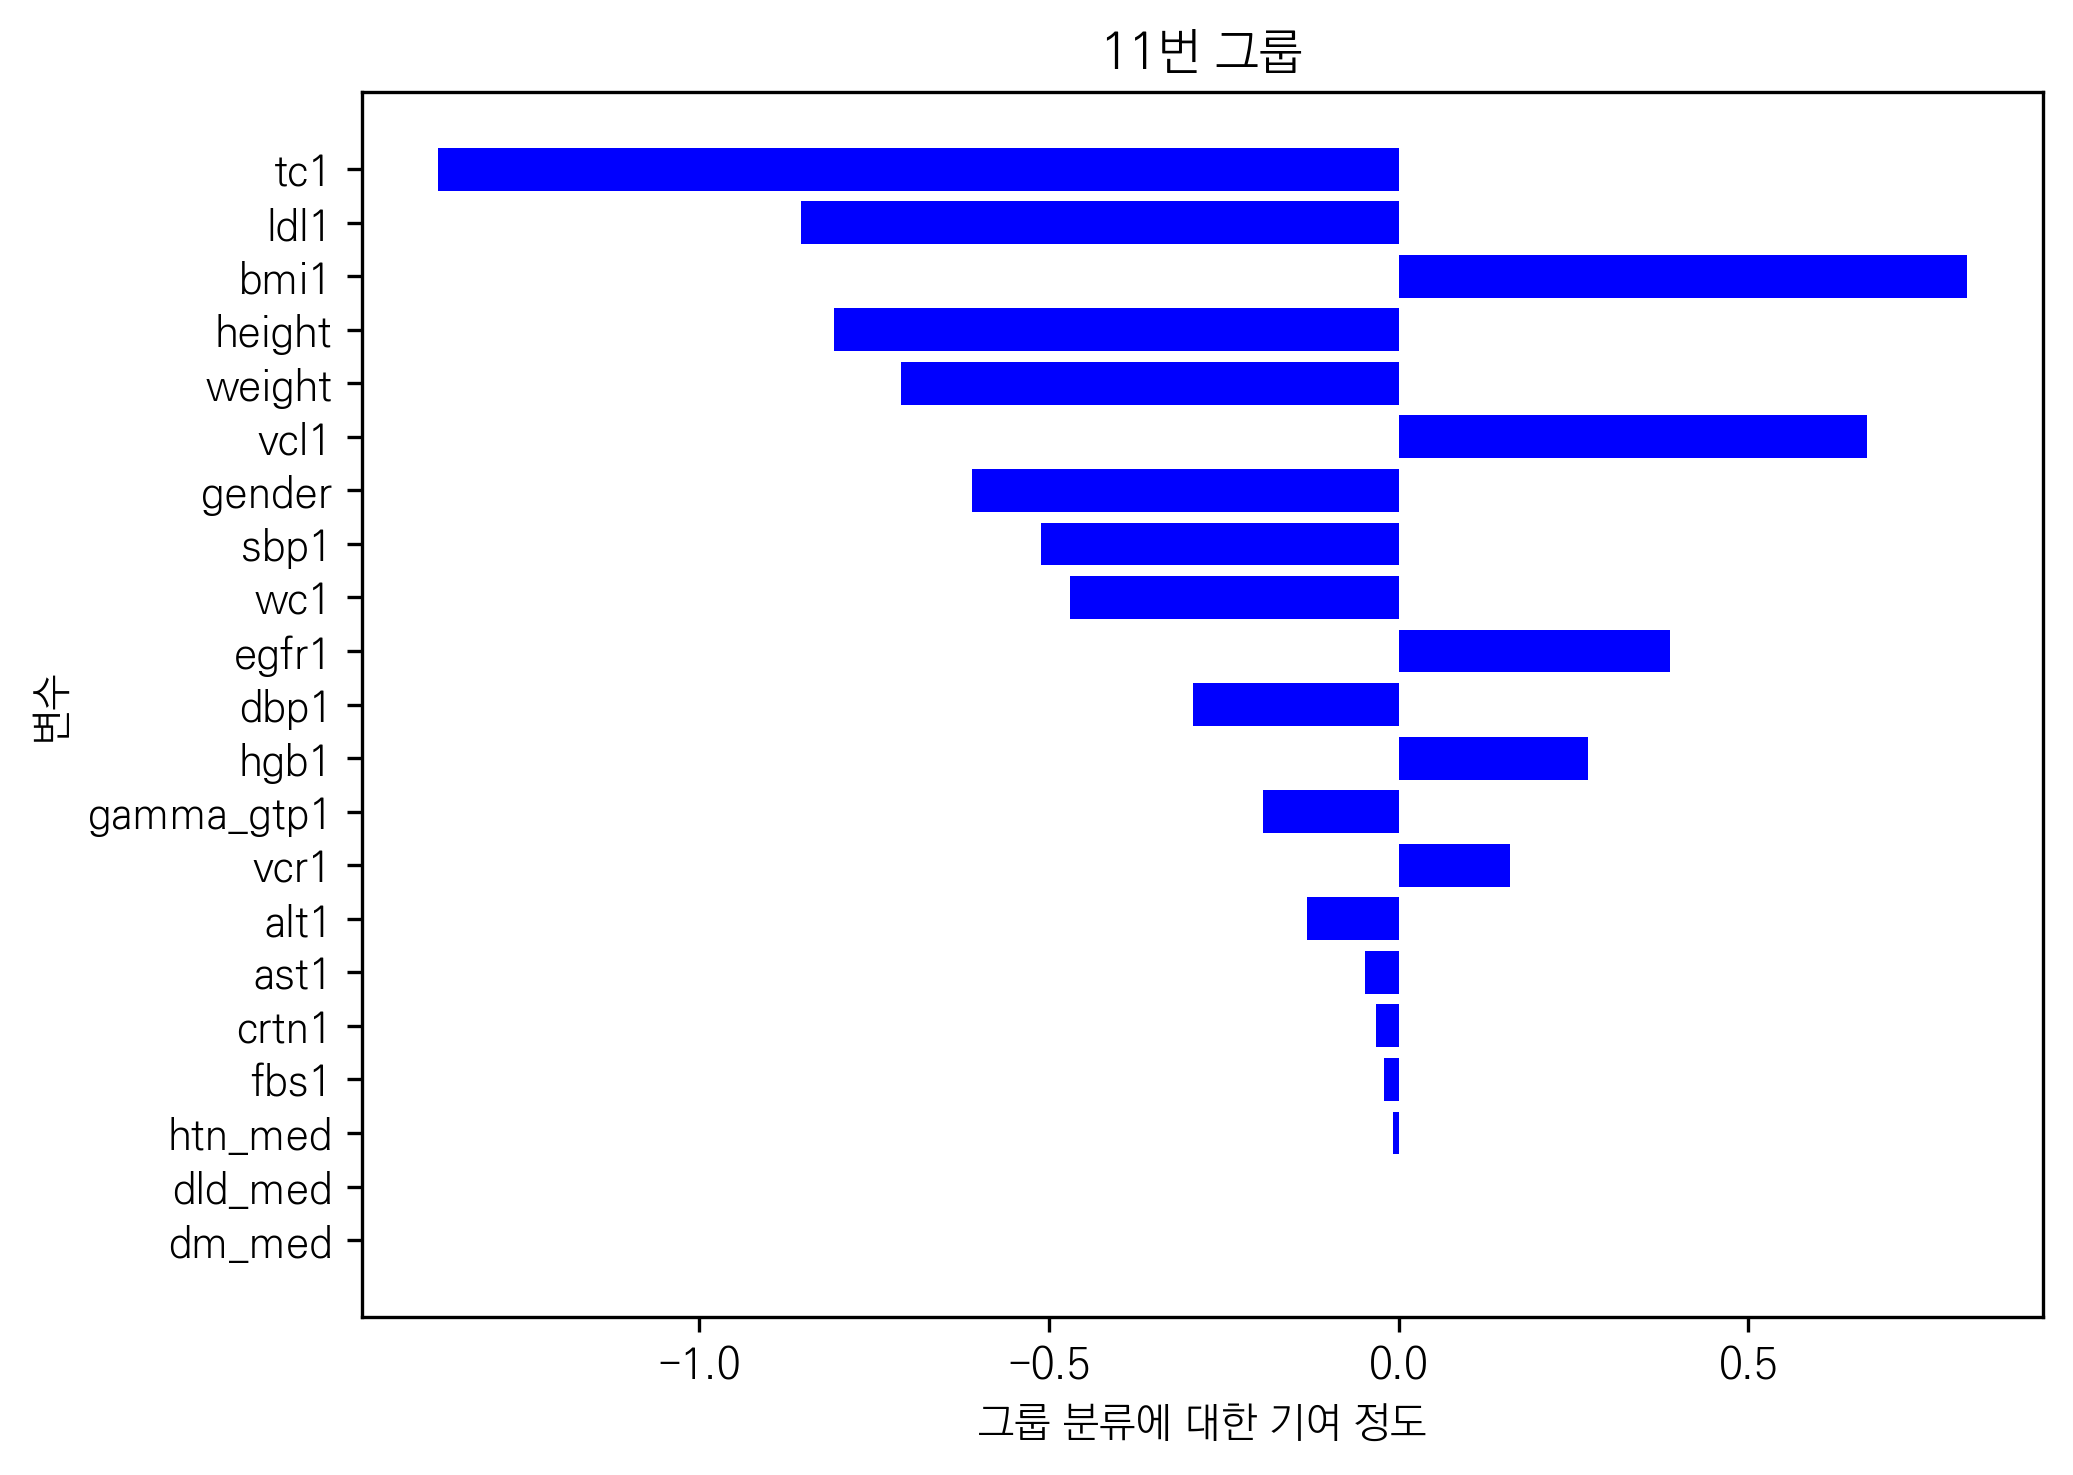 11번 그룹
변수
tc1
ldl1
bmi1
height
weight
vcl1
gender
sbp1
wc1
egfr1
dbp1
hgb1
gamma_gtp1
vcr1
alt1
ast1
crtn1
fbs1
htn_med
dld_med
dm_med
−1.0 −0.5 0.0 0.5
그룹 분류에 대한 기여 정도